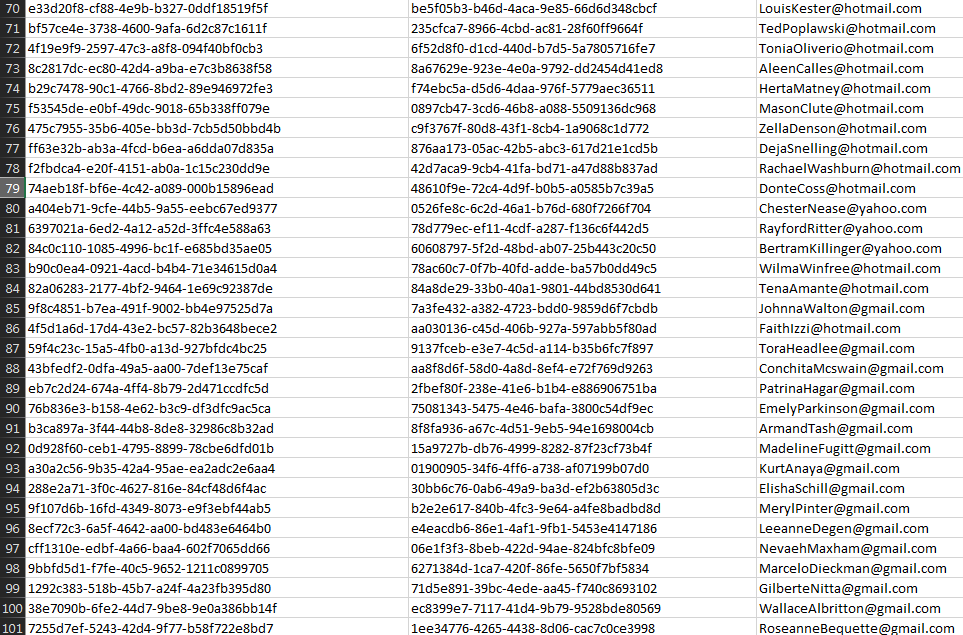 70 e33d20f8-cf88-4e9b-b327-0ddf18519f5f be5f05b3-b46d-4aca-9e85-66d6d348cbcf LouisKester@hotmail.com
71 bf57ce4e-3738-4600-9afa-6d2c87c1611f 235cfca7-8966-4cbd-ac81-28f60ff9664f TedPoplawski@hotmail.com
72 4f19e9f9-2597-47c3-a8f8-094f40bf0cb3 6f52d8f0-d1cd-440d-b7d5-5a7805716fe7 ToniaOliverio@hotmail.com
73 8c2817dc-ec80-42d4-a9ba-e7c3b8638f58 8a67629e-923e-4e0a-9792-dd2454d41ed8 AleenCalles@hotmail.com
74 b29c7478-90c1-4766-8bd2-89e946972fe3 f74ebc5a-d5d6-4daa-976f-5779aec36511 HertaMatney@hotmail.com
75 f53545de-e0bf-49dc-9018-65b338ff079e 0897cb47-3cd6-46b8-a088-5509136dc968 MasonClute@hotmail.com
76 475c7955-35b6-405e-bb3d-7cb5d50bbd4b c9f3767f-80d8-43f1-8cb4-1a9068c1d772 ZellaDenson@hotmail.com
77 ff63e32b-ab3a-4fcd-b6ea-a6dda07d835a 876aa173-05ac-42b5-abc3-617d21e1cd5b DejaSnelling@hotmail.com
78 f2fbdca4-e20f-4151-ab0a-1c15c230dd9e 42d7aca9-9cb4-41fa-bd71-a47d88b837ad RachaelWashburn@hotmail.com
79 74aeb18f-bf6e-4c42-a089-000b15896ead 48610f9e-72c4-4d9f-b0b5-a0585b7c39a5 DonteCoss@hotmail.com
80 a404eb71-9cfe-44b5-9a55-eebc67ed9377 0526fe8c-6c2d-46a1-b76d-680f7266f704 ChesterNease@yahoo.com
81 6397021a-6ed2-4a12-a52d-3ffc4e588a63 78d779ec-ef11-4cdf-a287-f136c6f442d5 RayfordRitter@yahoo.com
82 84c0c110-1085-4996-bc1f-e685bd35ae05 60608797-5f2d-48bd-ab07-25b443c20c50 BertramKillinger@yahoo.com
83 b90c0ea4-0921-4acd-b4b4-71e34615d0a4 78ac60c7-0f7b-40fd-adde-ba57b0dd49c5 WilmaWinfree@hotmail.com
84 82a06283-2177-4bf2-9464-1e69c92387de 84a8de29-33b0-40a1-9801-44bd8530d641 TenaAmante@hotmail.com
85 9f8c4851-b7ea-491f-9002-bb4e97525d7a 7a3fe432-a382-4723-bdd0-9859d6f7cbdb JohnnaWalton@gmail.com
86 4f5d1a6d-17d4-43e2-bc57-82b3648bece2 aa030136-c45d-406b-927a-597abb5f80ad FaithIzzi@hotmail.com
87 59f4c23c-15a5-4fb0-a13d-927bfdc4bc25 9137fceb-e3e7-4c5d-a114-b35b6fc7f897 ToraHeadlee@gmail.com
88 43bfedf2-0dfa-49a5-aa00-7def13e75caf aa8f8d6f-58d0-4a8d-8ef4-e72f769d9263 ConchitaMcswain@gmail.com
89 eb7c2d24-674a-4ff4-8b79-2d471ccdfc5d 2fbef80f-238e-41e6-b1b4-e886906751ba PatrinaHagar@gmail.com
90 76b836e3-b158-4e62-b3c9-df3dfc9ac5ca 75081343-5475-4e46-bafa-3800c54df9ec EmelyParkinson@gmail.com
91 b3ca897a-3f44-44b8-8de8-32986c8b32ad 8f8fa936-a67c-4d51-9eb5-94e1698004cb ArmandTash@gmail.com
92 0d928f60-ceb1-4795-8899-78cbe6dfd01b 15a9727b-db76-4999-8282-87f23cf73b4f MadelineFugitt@gmail.com
93 a30a2c56-9b35-42a4-95ae-ea2adc2e6aa4 01900905-34f6-4ff6-a738-af07199b07d0 KurtAnaya@gmail.com
94 288e2a71-3f0c-4627-816e-84cf48d6f4ac 30bb6c76-0ab6-49a9-ba3d-ef2b63805d3c ElishaSchill@gmail.com
95 9f107d6b-16fd-4349-8073-e9f3ebf44ab5 b2e2e617-840b-4fc3-9e64-a4fe8badbd8d MerylPinter@gmail.com
96 8ecf72c3-6a5f-4642-aa00-bd483e6464b0 e4eacdb6-86e1-4af1-9fb1-5453e4147186 LeeanneDegen@gmail.com
97 cff1310e-edbf-4a66-baa4-602f7065dd66 06e1f3f3-8beb-422d-94ae-824bfc8bfe09 NevaehMaxham@gmail.com
98 9bbfd5d1-f7fe-40c5-9652-1211c0899705 6271384d-1ca7-420f-86fe-5650f7bf5834 MarceloDieckman@gmail.com
99 1292c383-518b-45b7-a24f-4a23fb395d80 71d5e891-39bc-4ede-aa45-f740c8693102 GilberteNitta@gmail.com
100 38e7090b-6fe2-44d7-9be8-9e0a386bb14f ec8399e7-7117-41d4-9b79-9528bde80569 WallaceAlbritton@gmail.com
101 7255d7ef-5243-42d4-9f77-b58f722e8bd7 1ee34776-4265-4438-8d06-cac7c0ce3998 RoseanneBequette@gmail.com